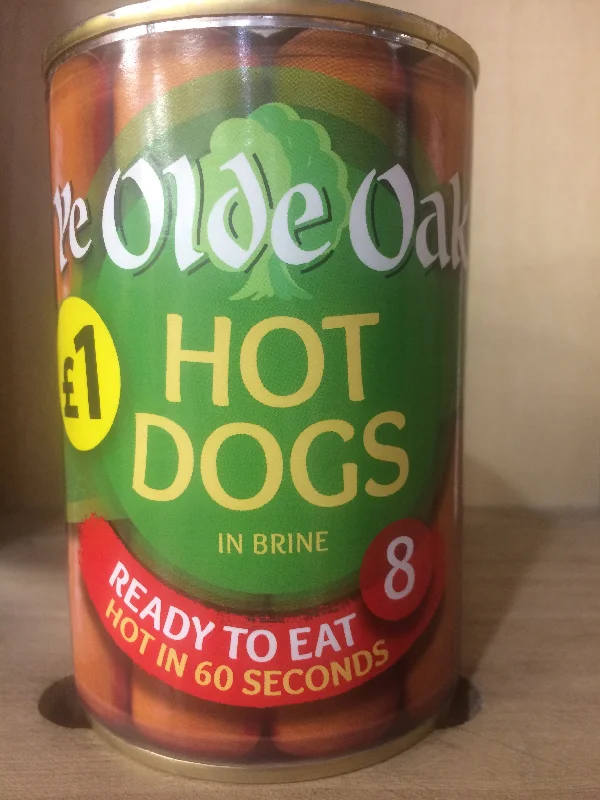 Ye Olde Oak
£1
HOT
DOGS
IN BRINE
8
READY TO EAT
HOT IN 60 SECONDS